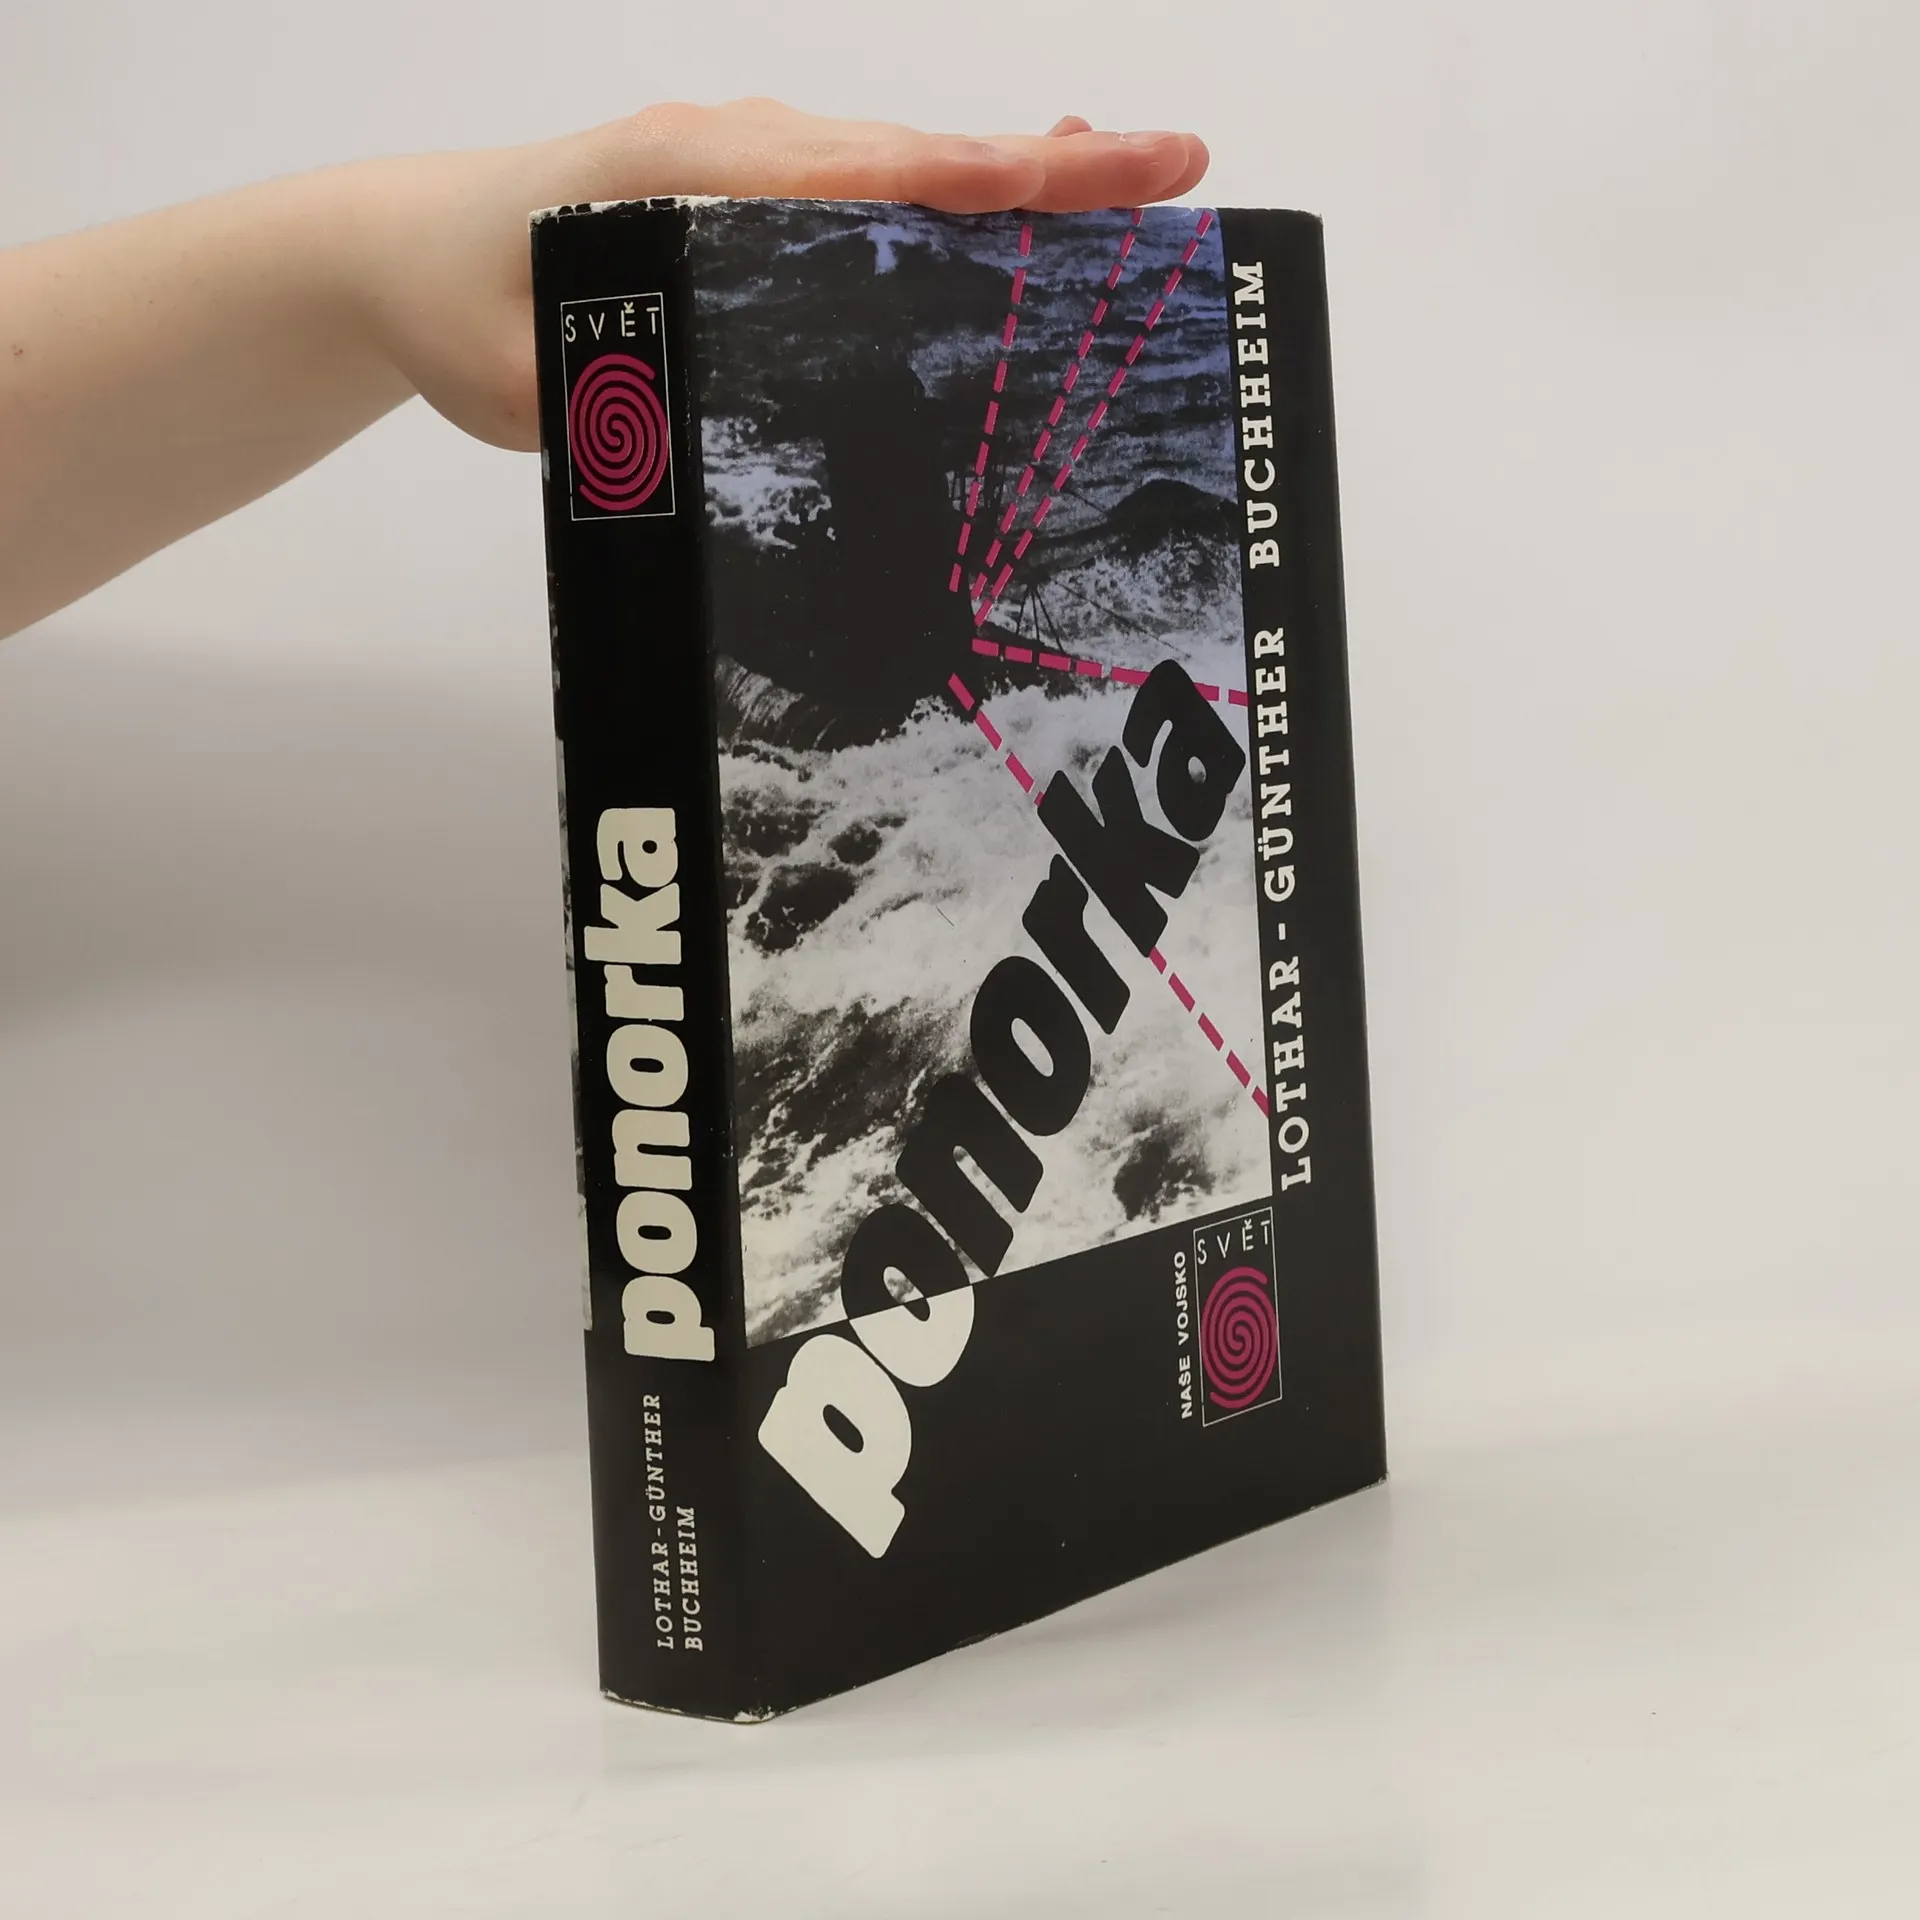 SVĚT
ponorka
LOTHAR-GÜNTHER
BUCHHEIM
ponorka
LOTHAR-GÜNTHER BUCHHEIM
NAŠE VOJSKO
SVĚT